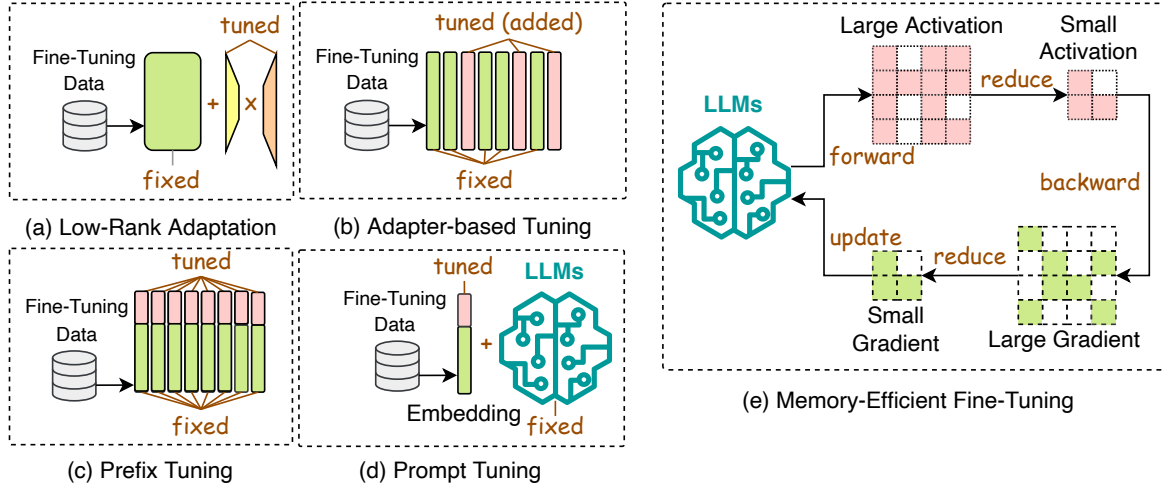 tuned
Fine-Tuning
Data
+
x
fixed
(a) Low-Rank Adaptation
tuned (added)
Fine-Tuning
Data
fixed
(b) Adapter-based Tuning
tuned
Fine-Tuning
Data
fixed
(c) Prefix Tuning
tuned
LLMs
Fine-Tuning
Data
+
Embedding
fixed
(d) Prompt Tuning
Large Activation
Small
Activation
reduce
LLMs
forward
backward
update
reduce
Small
Gradient
Large Gradient
(e) Memory-Efficient Fine-Tuning